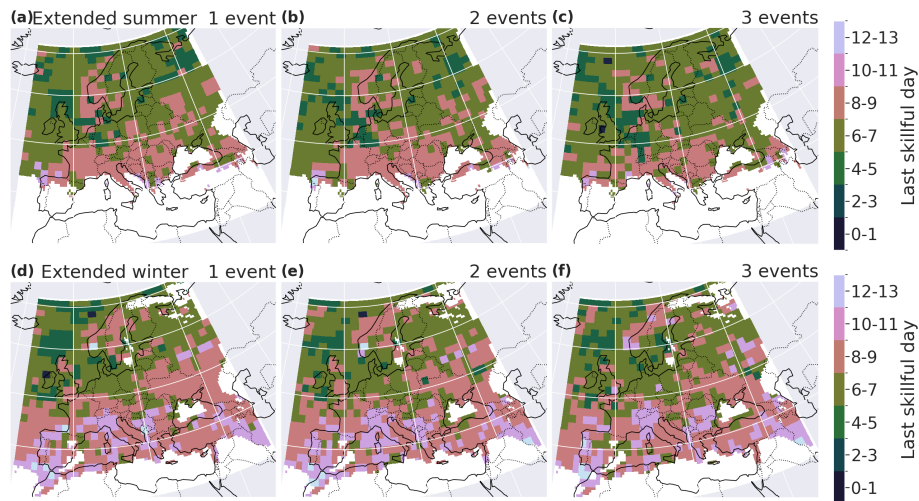 (a) Extended summer 1 event
(b) 2 events
(c) 3 events
12-13
10-11
8-9
6-7
4-5
2-3
0-1
Last skillful day
(d) Extended winter 1 event
(e) 2 events
(f) 3 events
12-13
10-11
8-9
6-7
4-5
2-3
0-1
Last skillful day